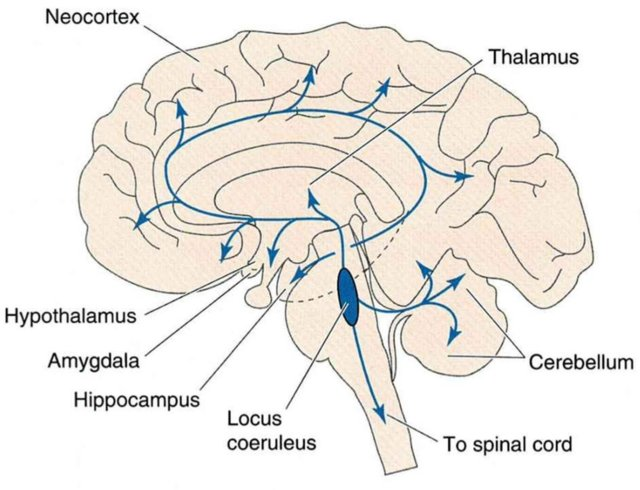 Neocortex
Thalamus
Hypothalamus
Amygdala
Hippocampus
Locus
coeruleus
Cerebellum
To spinal cord